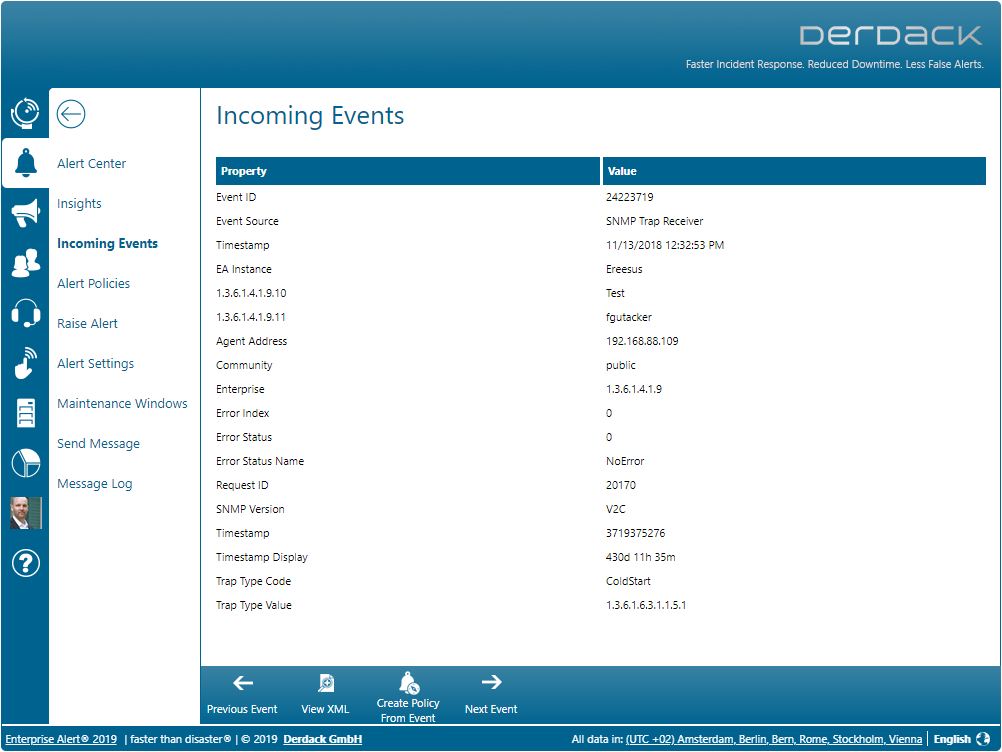 DERDACK
Faster Incident Response. Reduced Downtime. Less False Alerts.
Alert Center
Insights
Incoming Events
Alert Policies
Raise Alert
Alert Settings
Maintenance Windows
Send Message
Message Log
Incoming Events
Property Value
Event ID 24223719
Event Source SNMP Trap Receiver
Timestamp 11/13/2018 12:32:53 PM
EA Instance Ereesus
1.3.6.1.4.1.9.10 Test
1.3.6.1.4.1.9.11 fgutacker
Agent Address 192.168.88.109
Community public
Enterprise 1.3.6.1.4.1.9
Error Index 0
Error Status 0
Error Status Name NoError
Request ID 20170
SNMP Version V2C
Timestamp 3719375276
Timestamp Display 430d 11h 35m
Trap Type Code ColdStart
Trap Type Value 1.3.6.1.6.3.1.1.5.1
Previous Event
View XML
Create Policy
From Event
Next Event
Enterprise Alert® 2019 | faster than disaster® | © 2019 Derdack GmbH
All data in: (UTC +02) Amsterdam, Berlin, Bern, Rome, Stockholm, Vienna | English